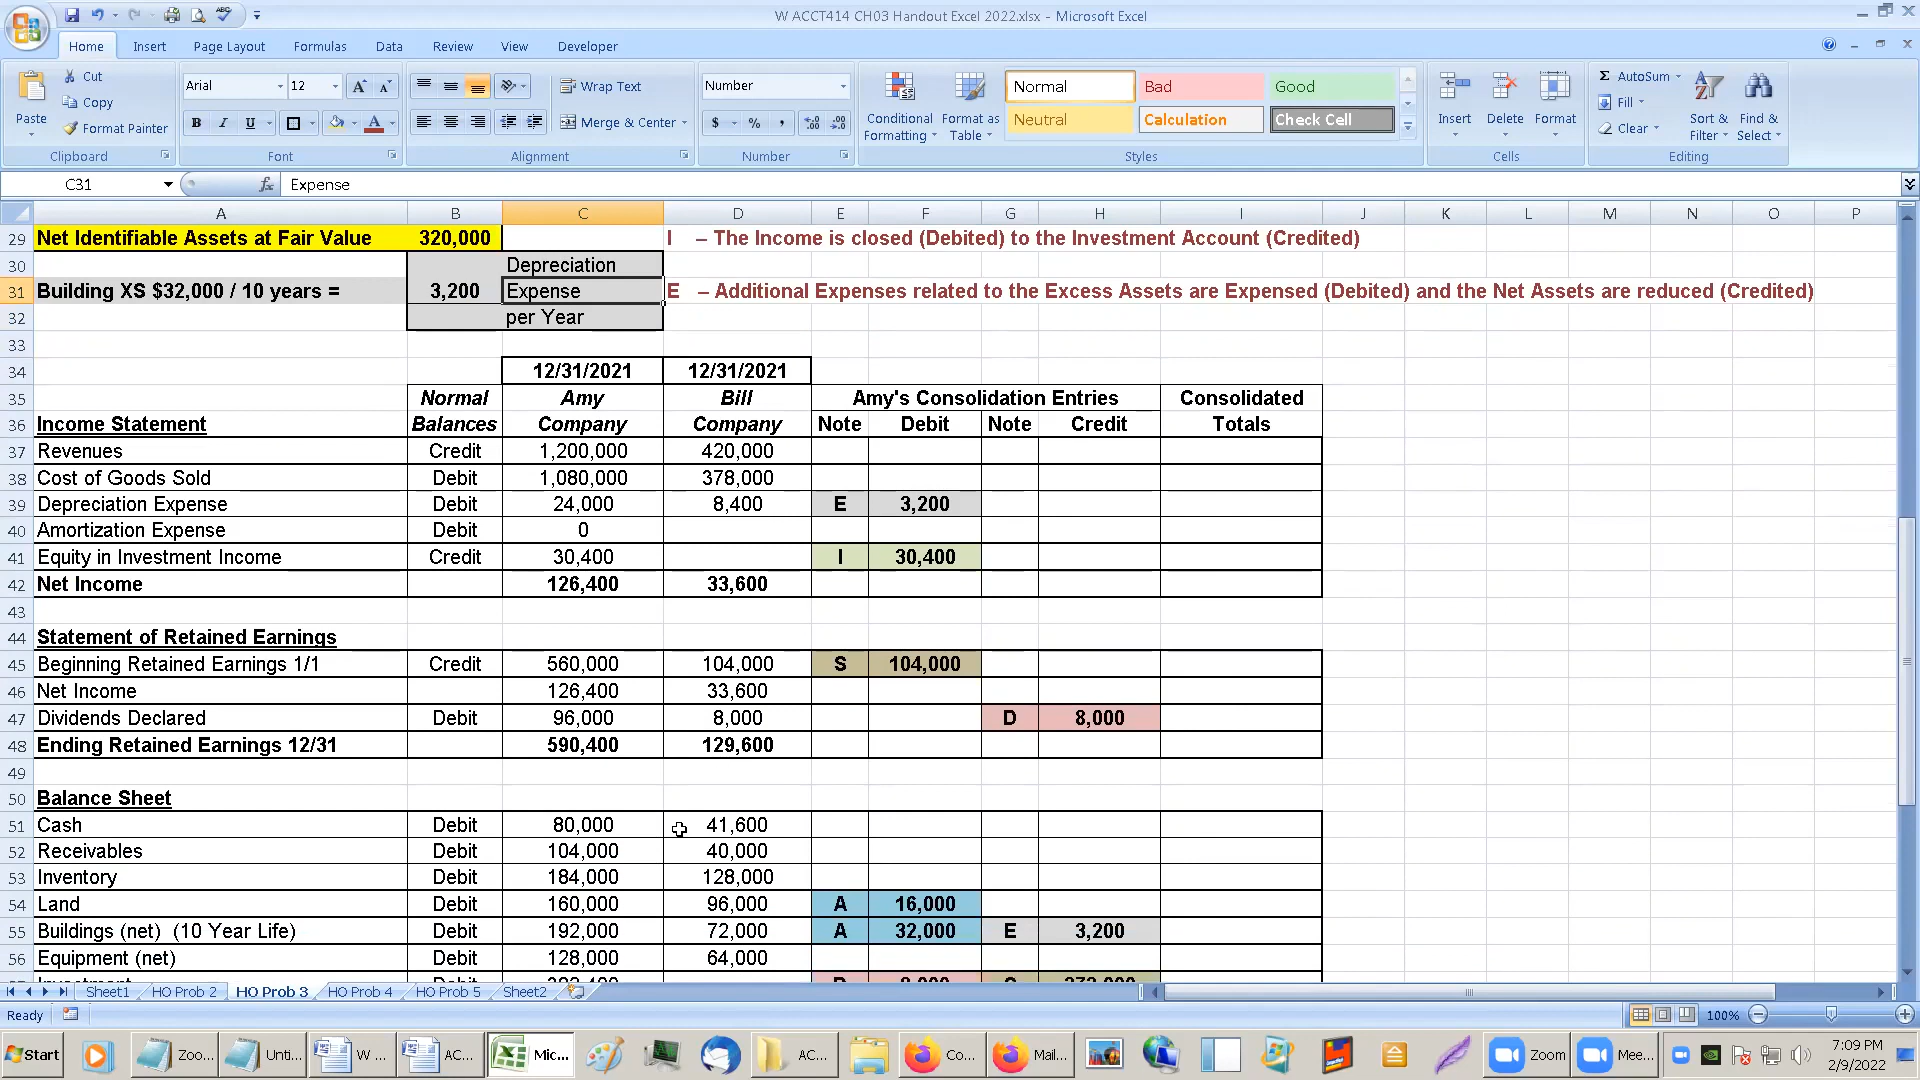 W ACCT414 CH03 Handout Excel 2022.xlsx - Microsoft Excel
Home Insert Page Layout Formulas Data Review View Developer
Cut
Copy
Format Painter
Paste
Clipboard
Arial 12
B I U
Font
Wrap Text
Merge & Center
Alignment
Number
$ % ,
Number
Conditional Formatting
Format as Table
Normal Bad Good
Neutral Calculation Check Cell
Styles
Insert Delete Format
Cells
Σ AutoSum
Fill
Clear
Sort & Filter
Find & Select
Editing
C31 fx Expense
A B C D E F G H I J K L M N O P
29 Net Identifiable Assets at Fair Value 320,000 I – The Income is closed (Debited) to the Investment Account (Credited)
30 Depreciation
31 Building XS $32,000 / 10 years = 3,200 Expense E – Additional Expenses related to the Excess Assets are Expensed (Debited) and the Net Assets are reduced (Credited)
32 per Year
33
34 12/31/2021 12/31/2021
35 Normal Amy Bill Amy's Consolidation Entries Consolidated
36 Income Statement Balances Company Company Note Debit Note Credit Totals
37 Revenues Credit 1,200,000 420,000
38 Cost of Goods Sold Debit 1,080,000 378,000
39 Depreciation Expense Debit 24,000 8,400 E 3,200
40 Amortization Expense Debit 0
41 Equity in Investment Income Credit 30,400 I 30,400
42 Net Income 126,400 33,600
43
44 Statement of Retained Earnings
45 Beginning Retained Earnings 1/1 Credit 560,000 104,000 S 104,000
46 Net Income 126,400 33,600
47 Dividends Declared Debit 96,000 8,000 D 8,000
48 Ending Retained Earnings 12/31 590,400 129,600
49
50 Balance Sheet
51 Cash Debit 80,000 41,600
52 Receivables Debit 104,000 40,000
53 Inventory Debit 184,000 128,000
54 Land Debit 160,000 96,000 A 16,000
55 Buildings (net) (10 Year Life) Debit 192,000 72,000 A 32,000 E 3,200
56 Equipment (net) Debit 128,000 64,000
Sheet1 HO Prob 2 HO Prob 3 HO Prob 4 HO Prob 5 Sheet2
Ready 100%
Start Zoo... Unti... W ... AC... Mic... AC... Co... Mail... Zoom Mee...
7:09 PM
2/9/2022